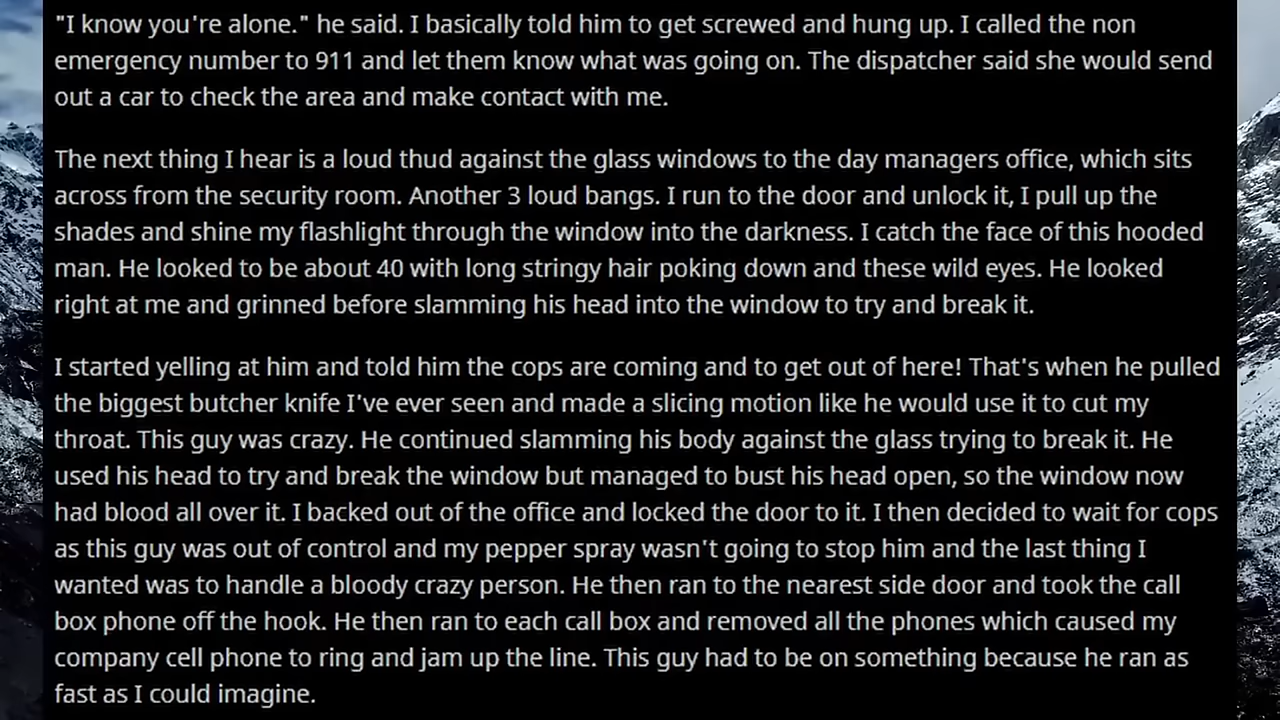 "I know you're alone." he said. I basically told him to get screwed and hung up. I called the non
emergency number to 911 and let them know what was going on. The dispatcher said she would send
out a car to check the area and make contact with me.
The next thing I hear is a loud thud against the glass windows to the day managers office, which sits
across from the security room. Another 3 loud bangs. I run to the door and unlock it, I pull up the
shades and shine my flashlight through the window into the darkness. I catch the face of this hooded
man. He looked to be about 40 with long stringy hair poking down and these wild eyes. He looked
right at me and grinned before slamming his head into the window to try and break it.
I started yelling at him and told him the cops are coming and to get out of here! That's when he pulled
the biggest butcher knife I've ever seen and made a slicing motion like he would use it to cut my
throat. This guy was crazy. He continued slamming his body against the glass trying to break it. He
used his head to try and break the window but managed to bust his head open, so the window now
had blood all over it. I backed out of the office and locked the door to it. I then decided to wait for cops
as this guy was out of control and my pepper spray wasn't going to stop him and the last thing I
wanted was to handle a bloody crazy person. He then ran to the nearest side door and took the call
box phone off the hook. He then ran to each call box and removed all the phones which caused my
company cell phone to ring and jam up the line. This guy had to be on something because he ran as
fast as I could imagine.